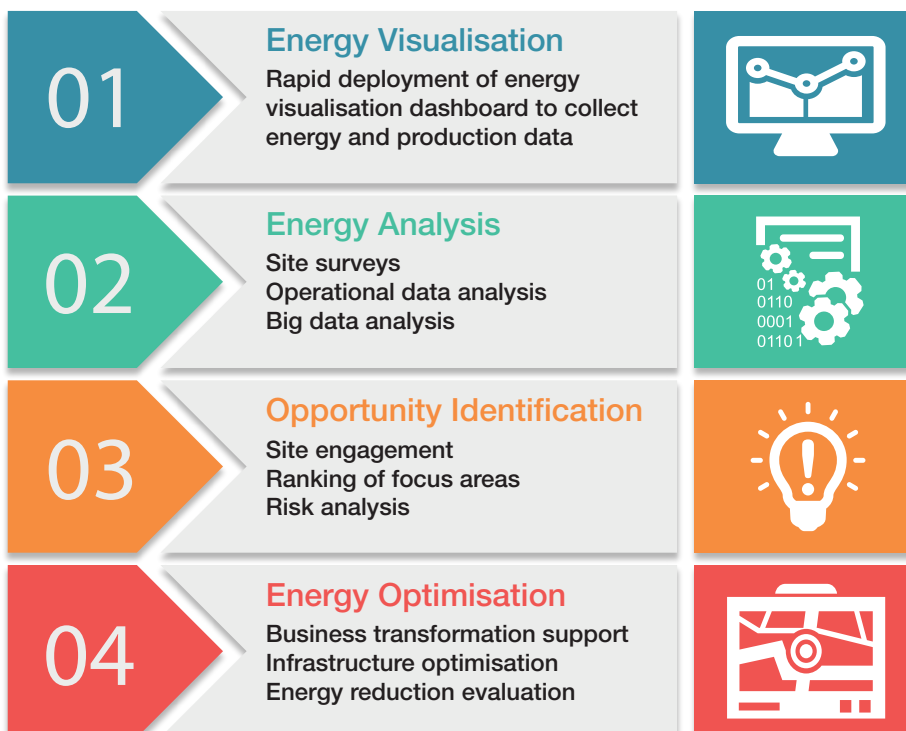 01
Energy Visualisation
Rapid deployment of energy
visualisation dashboard to collect
energy and production data
02
Energy Analysis
Site surveys
Operational data analysis
Big data analysis
01
0110
0001
0110 1
03
Opportunity Identification
Site engagement
Ranking of focus areas
Risk analysis
04
Energy Optimisation
Business transformation support
Infrastructure optimisation
Energy reduction evaluation